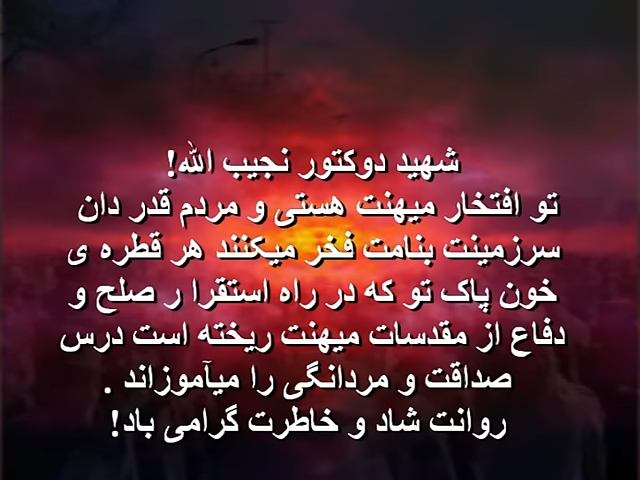 شهید دوکتور نجیب الله!
تو افتخار میهنت هستی و مردم قدر دان
سرزمینت بنامت فخر میکنند هر قطره ی
خون پاک تو که در راه استقرا ر صلح و
دفاع از مقدسات میهنت ریخته است درس
صداقت و مردانگی را میآموزاند .
روانت شاد و خاطرت گرامی باد!